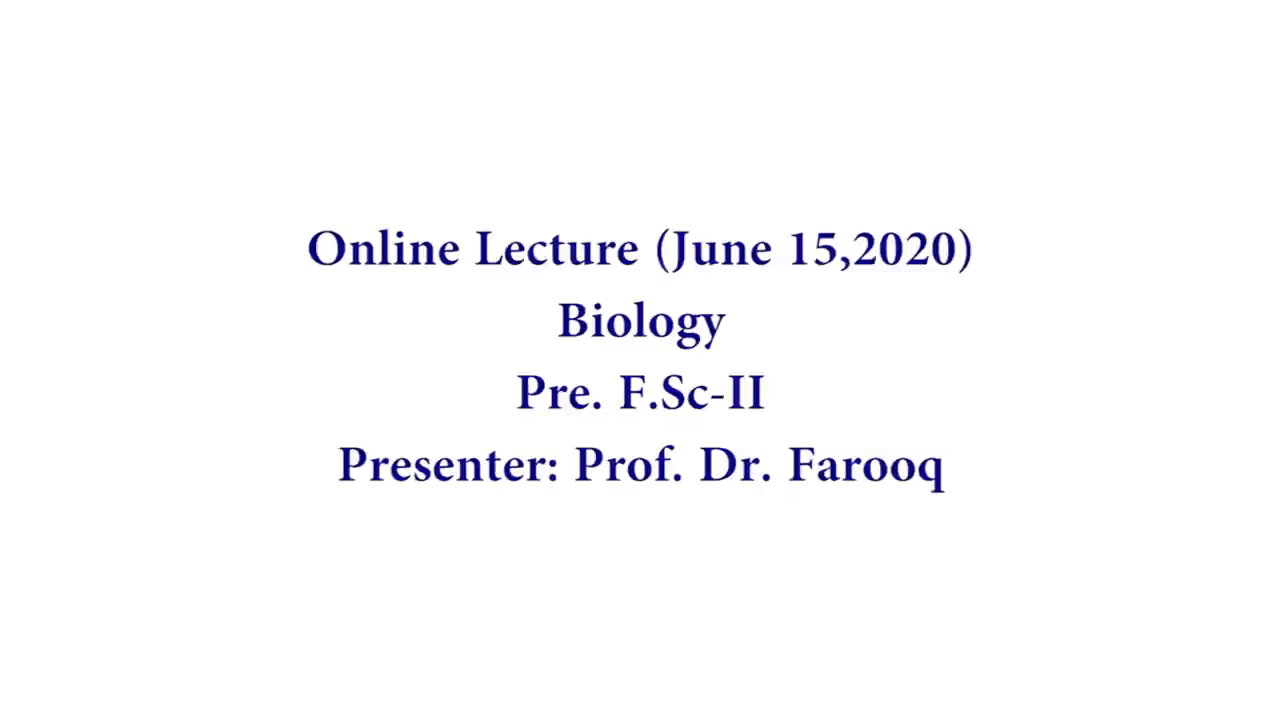 Online Lecture (June 15,2020)
Biology
Pre. F.Sc-II
Presenter: Prof. Dr. Farooq